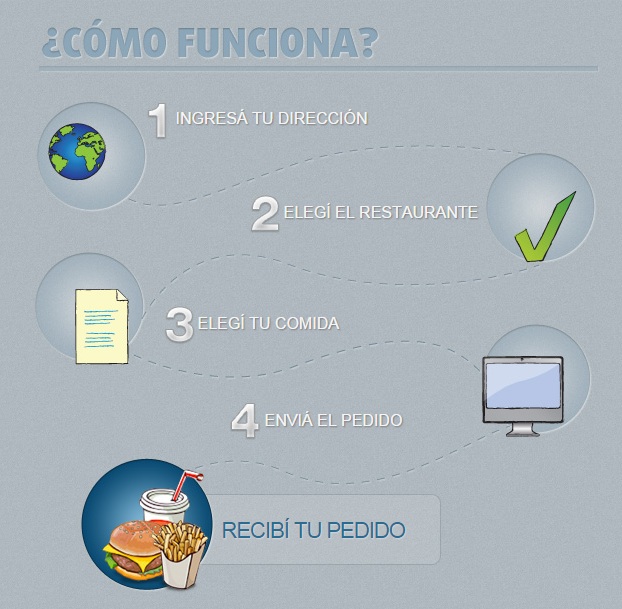 ¿CÓMO FUNCIONA?
1 INGRESÁ TU DIRECCIÓN
2 ELEGÍ EL RESTAURANTE
3 ELEGÍ TU COMIDA
4 ENVIÁ EL PEDIDO
RECIBÍ TU PEDIDO